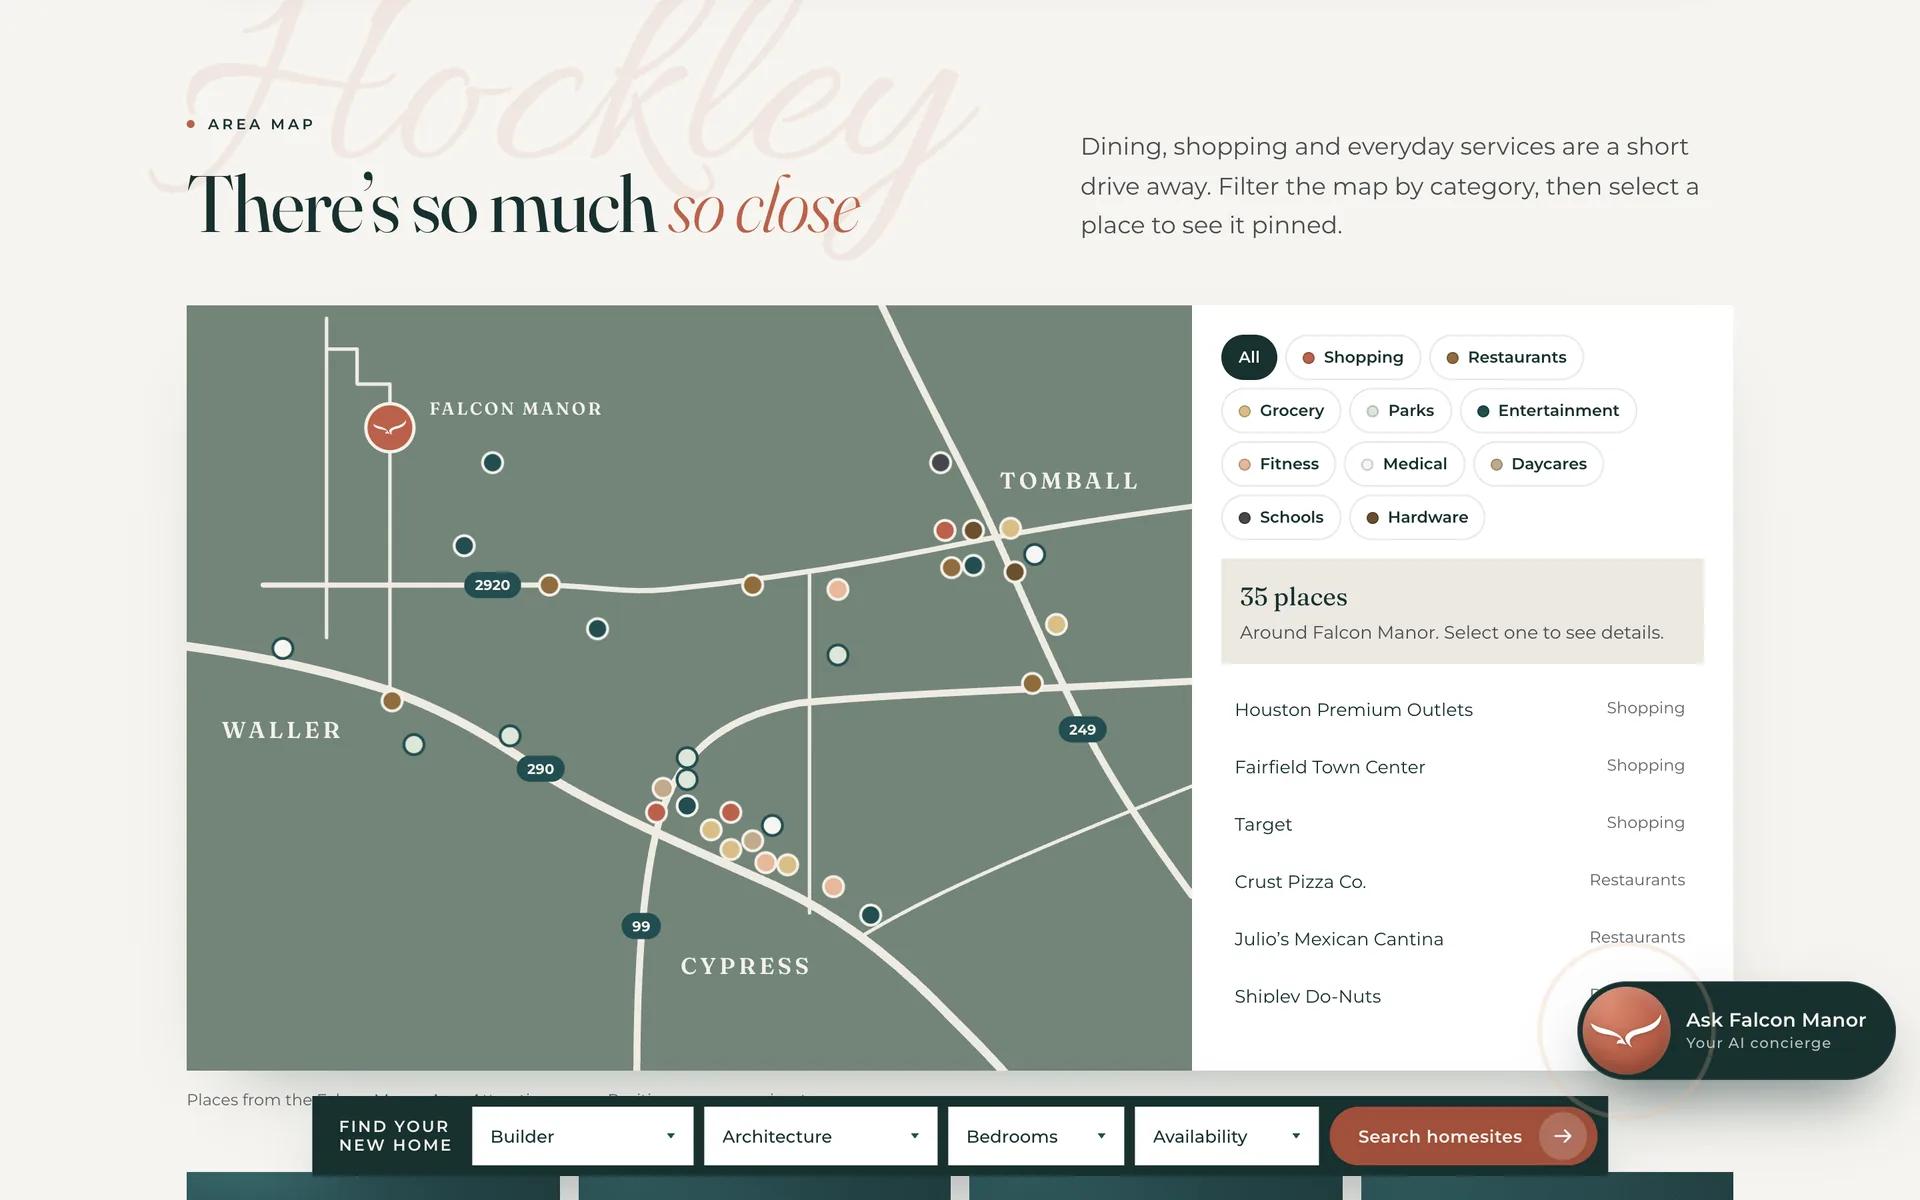 Hockley
AREA MAP
There's so much so close
Dining, shopping and everyday services are a short
drive away. Filter the map by category, then select a
place to see it pinned.
FALCON MANOR
TOMBALL
2920
WALLER
290
249
99
CYPRESS
All
Shopping
Restaurants
Grocery
Parks
Entertainment
Fitness
Medical
Daycares
Schools
Hardware
35 places
Around Falcon Manor. Select one to see details.
Houston Premium Outlets Shopping
Fairfield Town Center Shopping
Target Shopping
Crust Pizza Co. Restaurants
Julio's Mexican Cantina Restaurants
Shipley Do-Nuts
Ask Falcon Manor
Your AI concierge
Places from the
FIND YOUR
NEW HOME
Builder
Architecture
Bedrooms
Availability
Search homesites